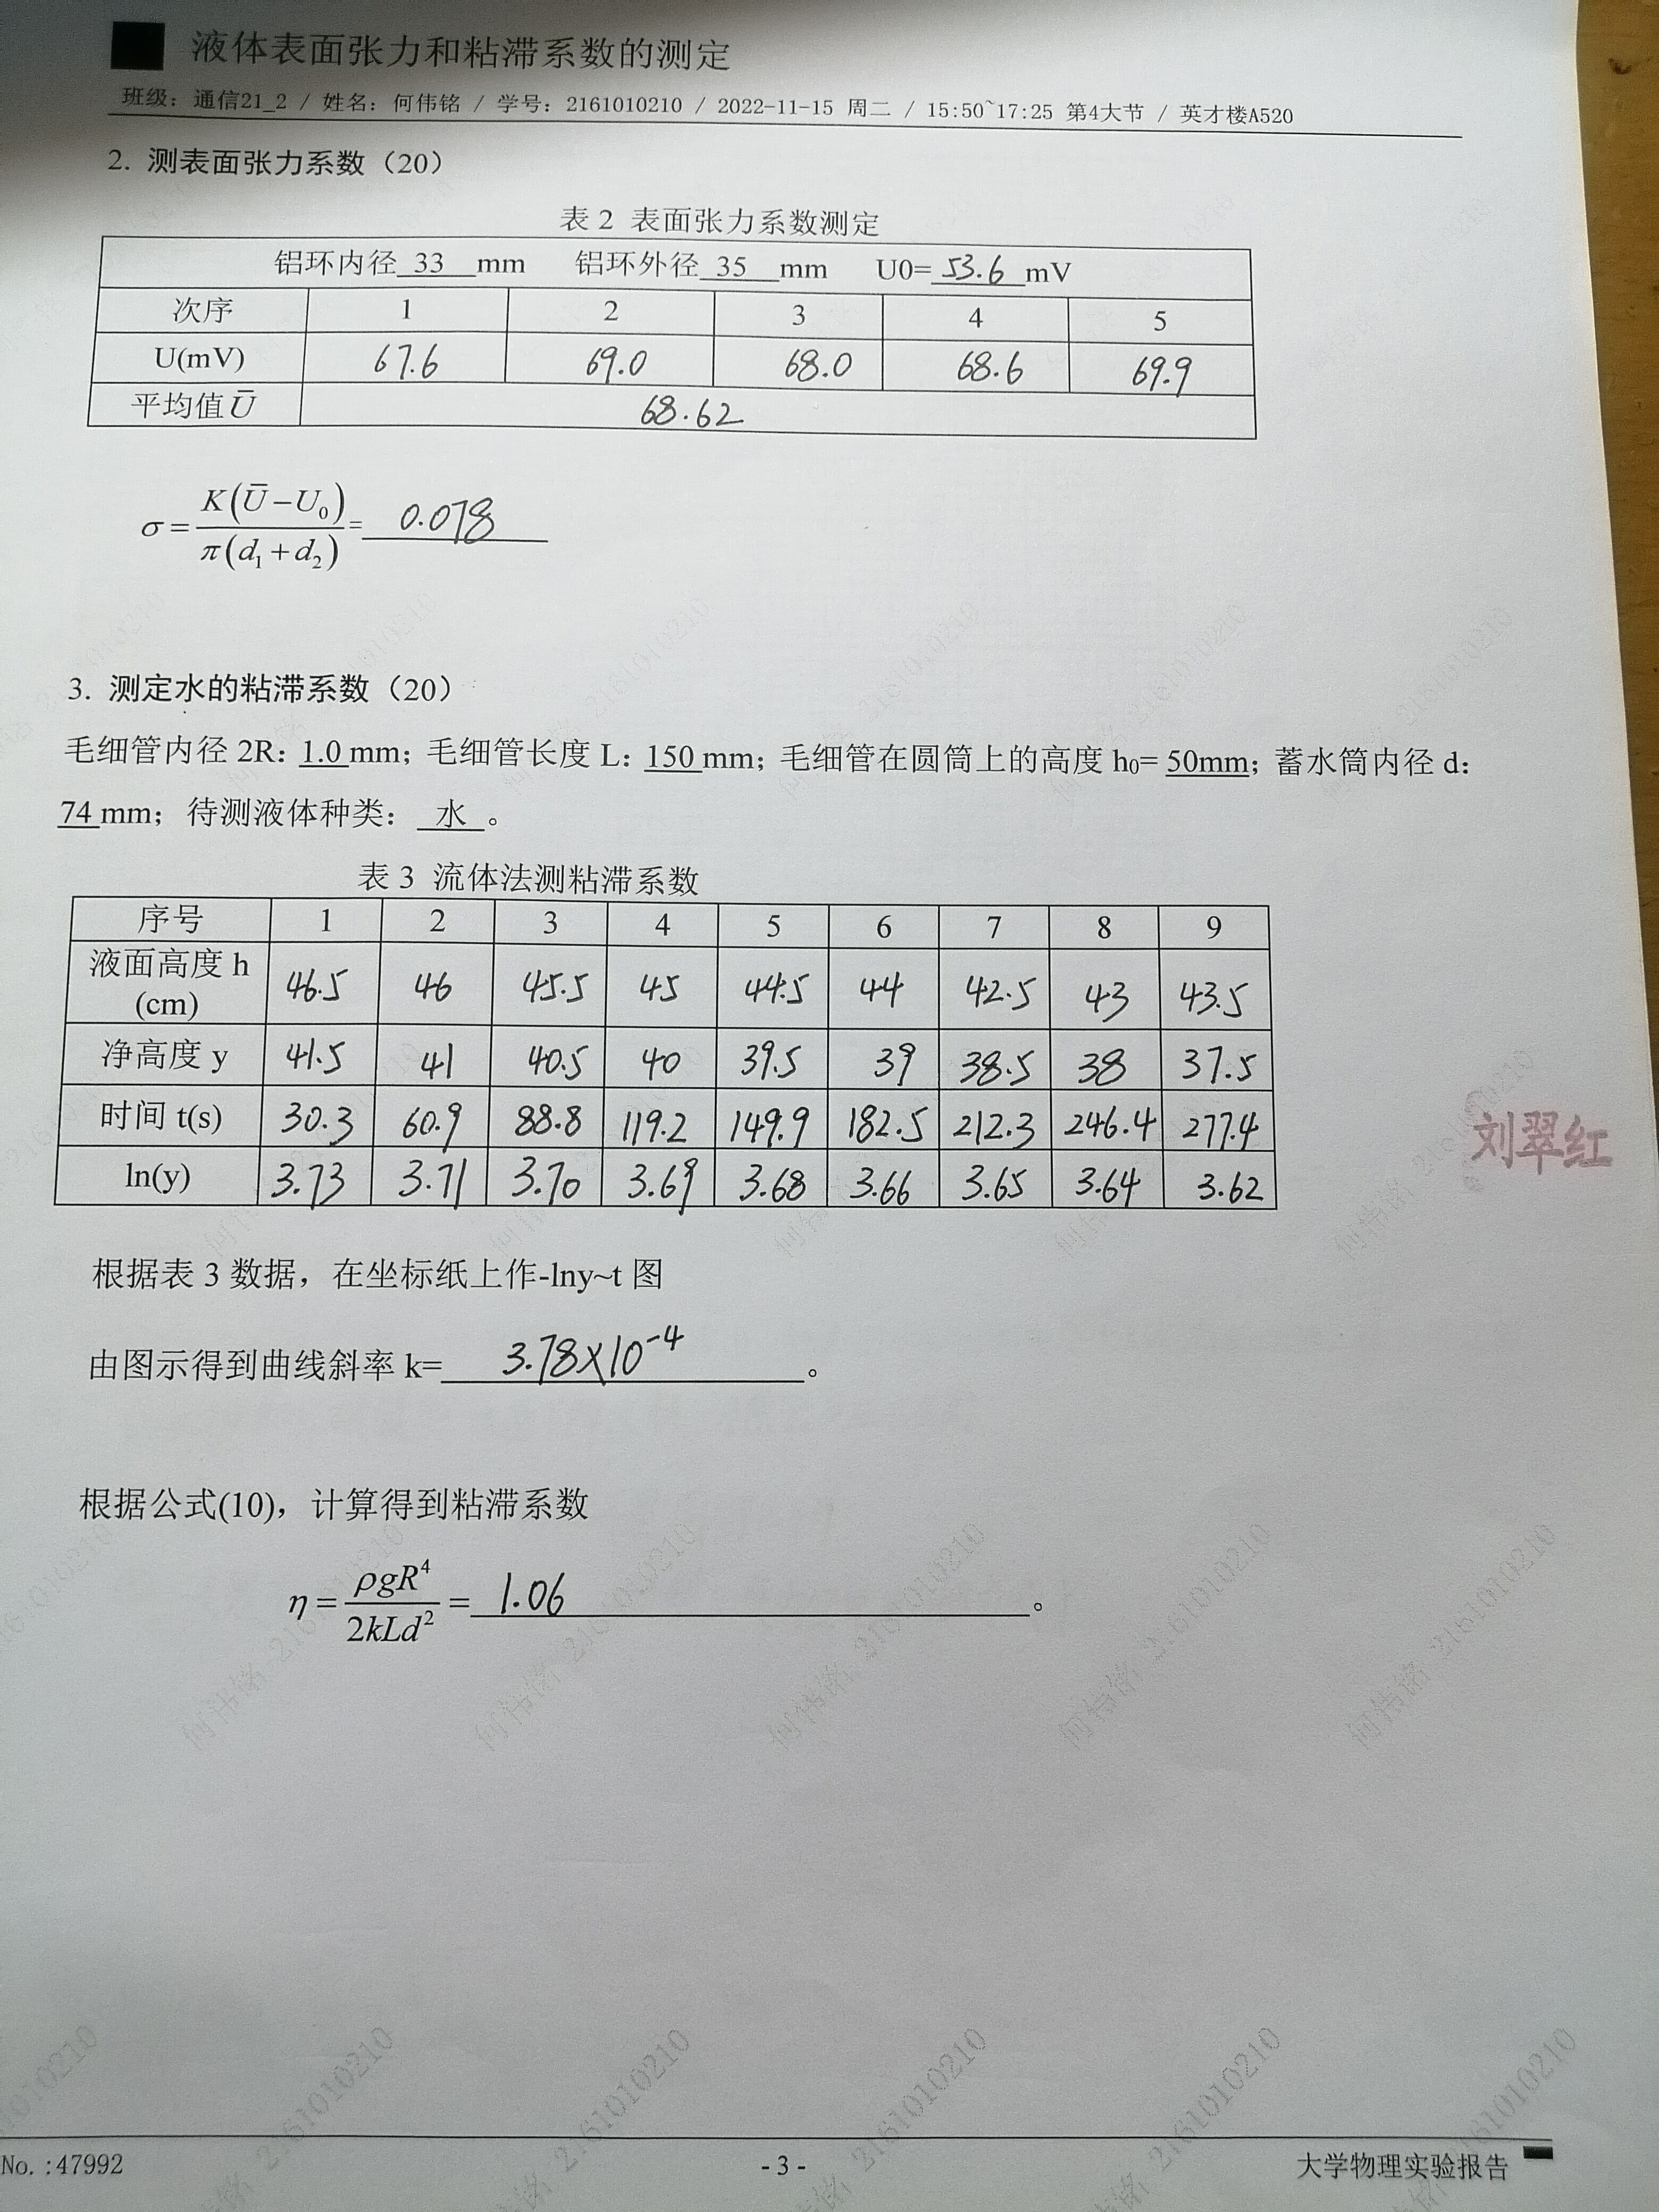 液体表面张力和粘滞系数的测定
班级：通信21_2 / 姓名：何伟铭 / 学号：2161010210 / 2022-11-15 周二 / 15:50~17:25 第4大节 / 英才楼A520
2. 测表面张力系数（20）
表 2 表面张力系数测定
铝环内径 33 mm 铝环外径 35 mm U0= 53.6 mV
次序 1 2 3 4 5
U(mV) 67.6 69.0 68.0 68.6 69.9
平均值Ū 68.62
σ = K(Ū−U₀) / π(d₁+d₂) = 0.078
3. 测定水的粘滞系数（20）
毛细管内径 2R：1.0 mm；毛细管长度 L：150 mm；毛细管在圆筒上的高度 h₀= 50mm；蓄水筒内径 d：
74 mm；待测液体种类： 水 。
表 3 流体法测粘滞系数
序号 1 2 3 4 5 6 7 8 9
液面高度 h
(cm) 46.5 46 45.5 45 44.5 44 42.5 43 43.5
净高度 y 41.5 41 40.5 40 39.5 39 38.5 38 37.5
时间 t(s) 30.3 60.9 88.8 119.2 149.9 182.5 212.3 246.4 277.4
ln(y) 3.73 3.71 3.70 3.69 3.68 3.66 3.65 3.64 3.62
刘翠红
根据表 3 数据，在坐标纸上作-lny~t 图
由图示得到曲线斜率 k= 3.78×10⁻⁴ 。
根据公式(10)，计算得到粘滞系数
η = ρgR⁴ / 2kLd² = 1.06 。
何伟铭 2161010210
No. :47992
- 3 -
大学物理实验报告